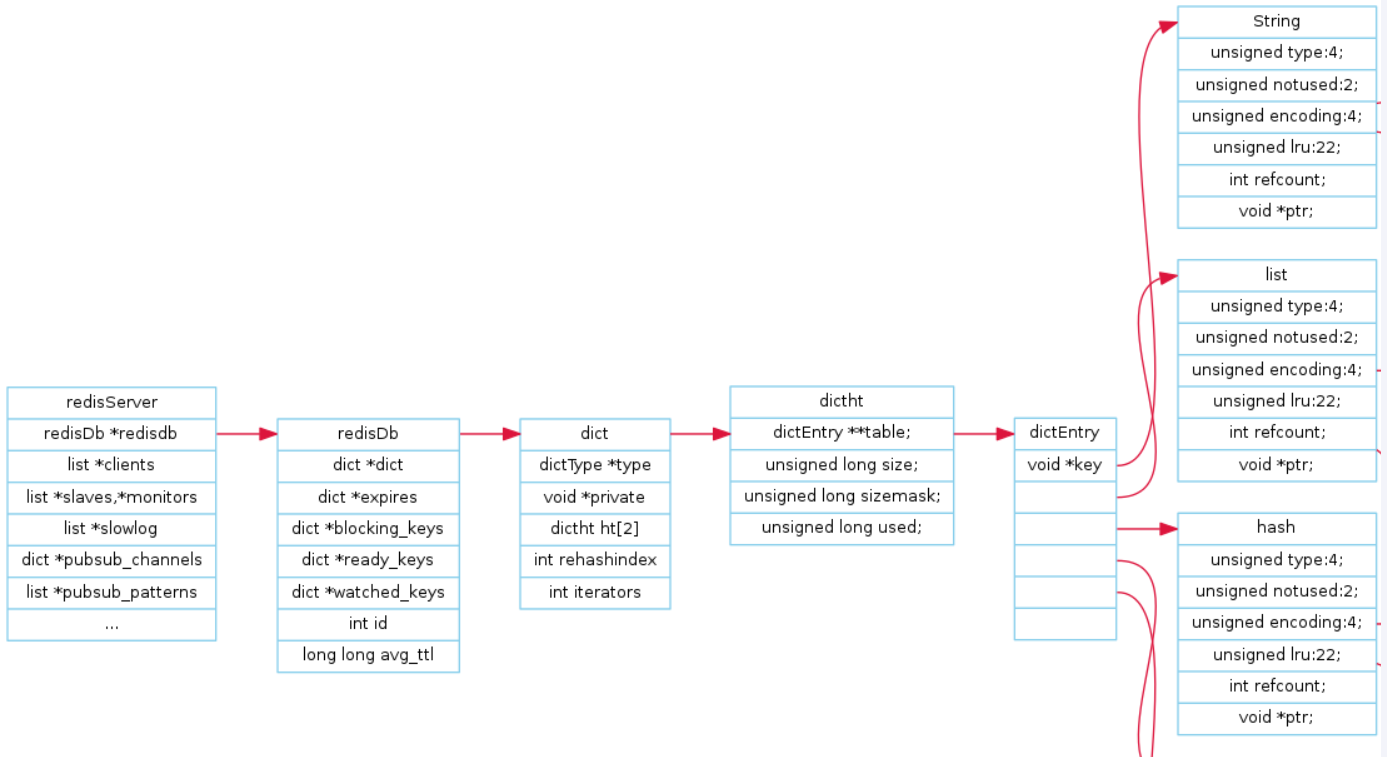 redisServer
redisDb *redisdb
list *clients
list *slaves,*monitors
list *slowlog
dict *pubsub_channels
list *pubsub_patterns
...
redisDb
dict *dict
dict *expires
dict *blocking_keys
dict *ready_keys
dict *watched_keys
int id
long long avg_ttl
dict
dictType *type
void *private
dictht ht[2]
int rehashindex
int iterators
dictht
dictEntry **table;
unsigned long size;
unsigned long sizemask;
unsigned long used;
dictEntry
void *key
String
unsigned type:4;
unsigned notused:2;
unsigned encoding:4;
unsigned lru:22;
int refcount;
void *ptr;
list
unsigned type:4;
unsigned notused:2;
unsigned encoding:4;
unsigned lru:22;
int refcount;
void *ptr;
hash
unsigned type:4;
unsigned notused:2;
unsigned encoding:4;
unsigned lru:22;
int refcount;
void *ptr;